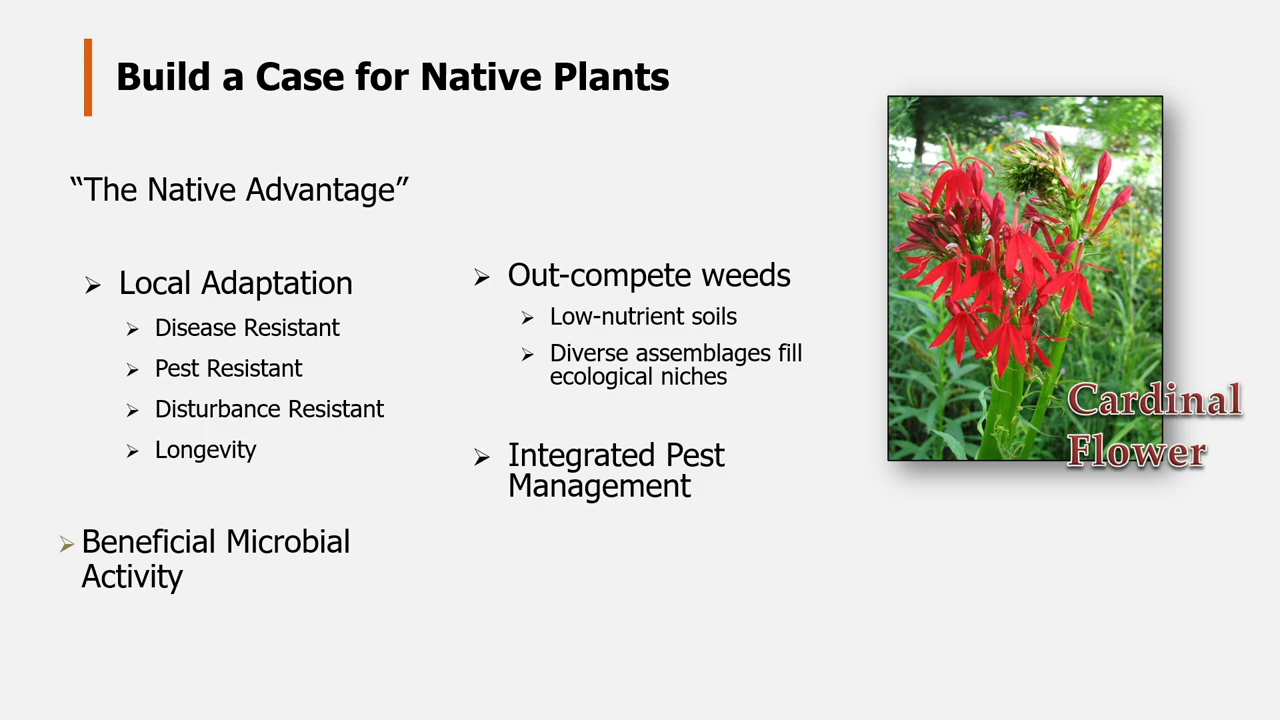 Build a Case for Native Plants
“The Native Advantage”
Local Adaptation
Disease Resistant
Pest Resistant
Disturbance Resistant
Longevity
Beneficial Microbial
Activity
Out-compete weeds
Low-nutrient soils
Diverse assemblages fill
ecological niches
Integrated Pest
Management
Cardinal
Flower